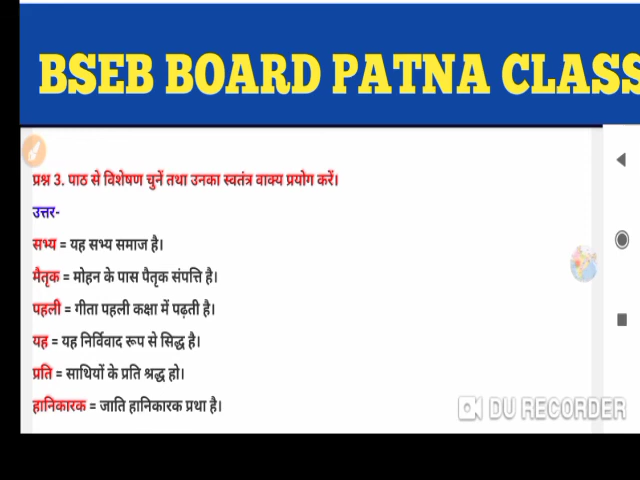 BSEB BOARD PATNA CLASS
प्रश्न 3. पाठ से विशेषण चुनें तथा उनका स्वतंत्र वाक्य प्रयोग करें।
उत्तर-
सभ्य = यह सभ्य समाज है।
मैतृक = मोहन के पास पैतृक संपत्ति है।
पहली = गीता पहली कक्षा में पढ़ती है।
यह = यह निर्विवाद रूप से सिद्ध है।
प्रति = साथियों के प्रति श्रद्ध हो।
हानिकारक = जाति हानिकारक प्रथा है।
DU RECORDER